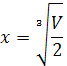 x = ∛(V/2)